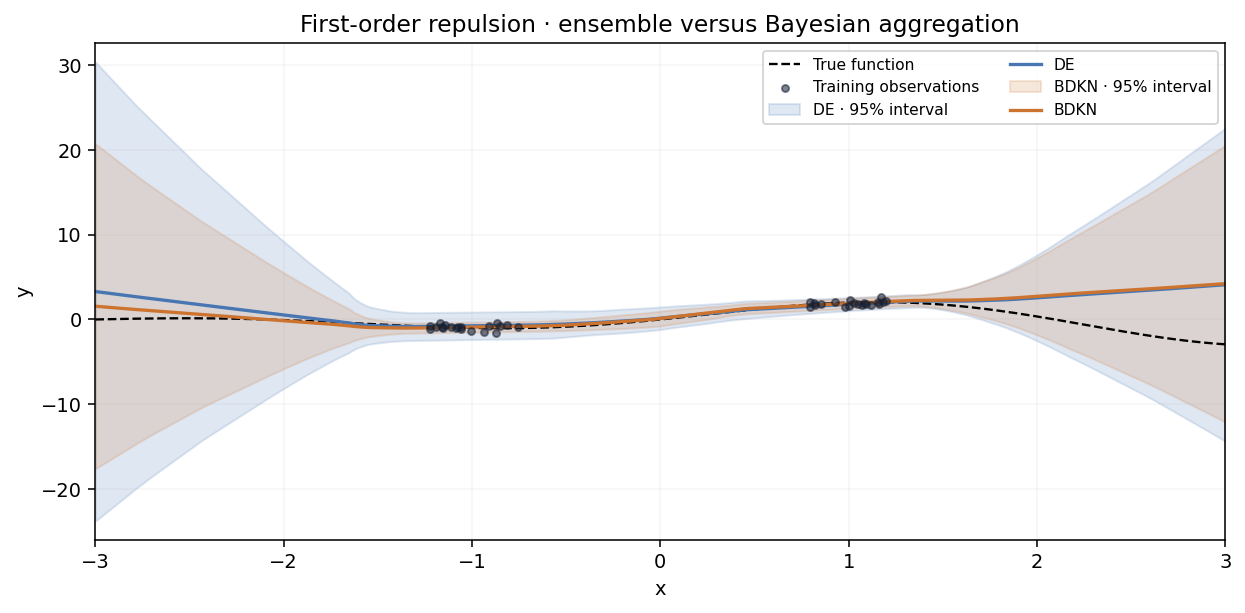 First-order repulsion · ensemble versus Bayesian aggregation
True function
Training observations
DE · 95% interval
DE
BDKN · 95% interval
BDKN
30
20
10
0
−10
−20
y
−3
−2
−1
0
1
2
3
x